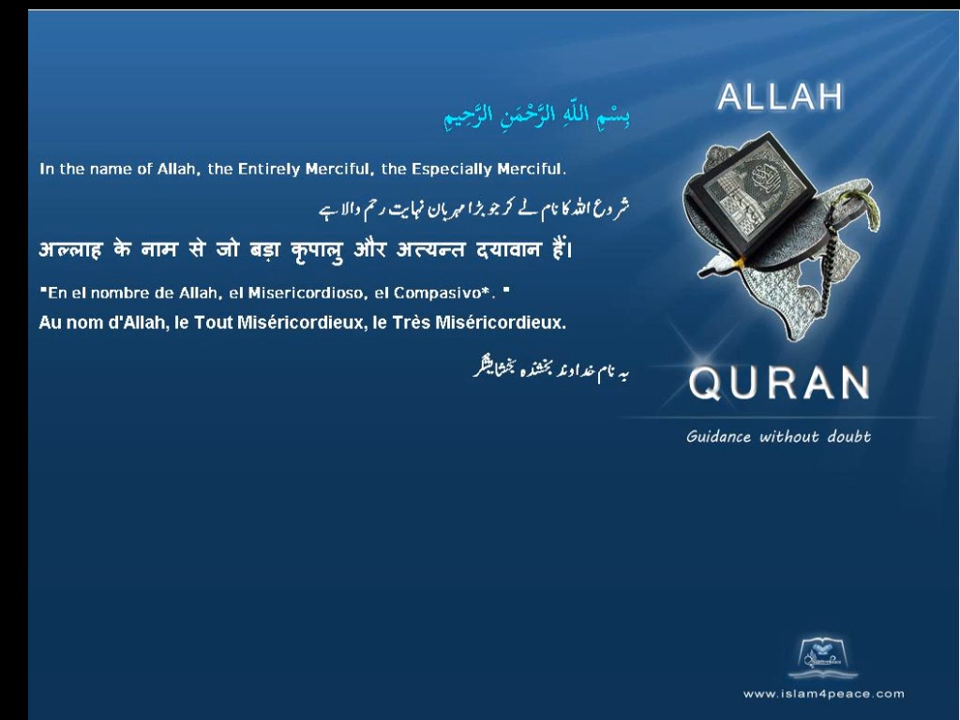 بِسْمِ اللّهِ الرَّحْمَنِ الرَّحِيمِ
In the name of Allah, the Entirely Merciful, the Especially Merciful.
شروع الله کا نام لے کر جو بڑا مہربان نہایت رحم والا ہے
अल्लाह के नाम से जो बड़ा कृपालु और अत्यन्त दयावान हैं।
"En el nombre de Allah, el Misericordioso, el Compasivo*. "
Au nom d'Allah, le Tout Miséricordieux, le Très Miséricordieux.
به نام خداوند بخشنده بخشایشگر
ALLAH
QURAN
Guidance without doubt
www.islam4peace.com